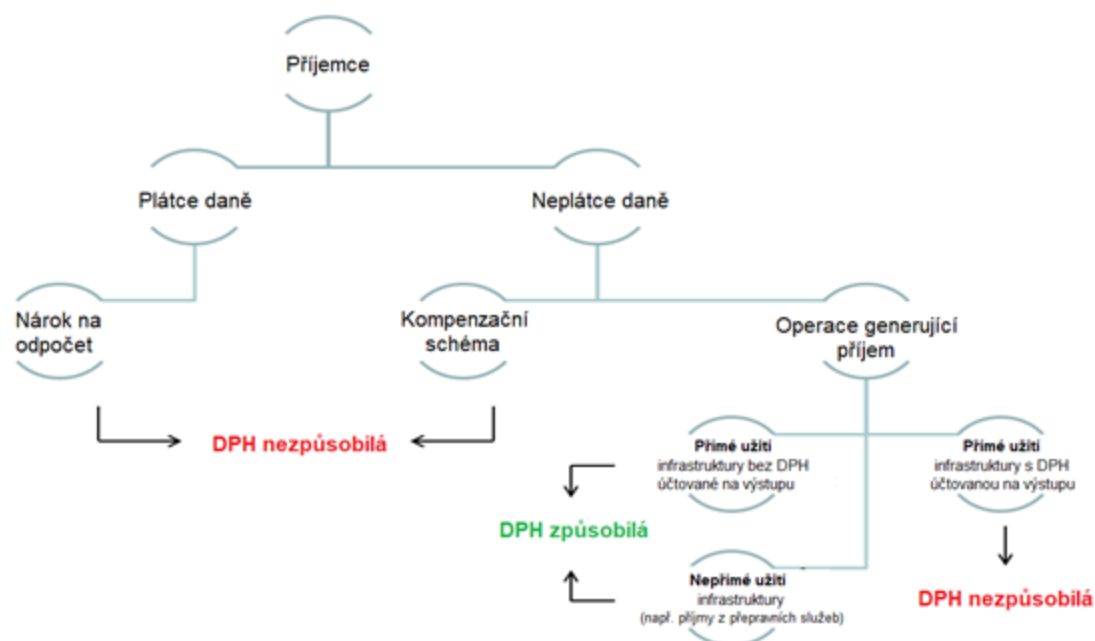 Příjemce
Plátce daně
Neplátce daně
Nárok na
odpočet
Kompenzační
schéma
Operace generující
příjem
DPH nezpůsobilá
Přímé užití
infrastruktury bez DPH
účtované na výstupu
Přímé užití
infrastruktury s DPH
účtovanou na výstupu
DPH způsobilá
Nepřímé užití
infrastruktury
(např. příjmy z přepravních služeb)
DPH nezpůsobilá